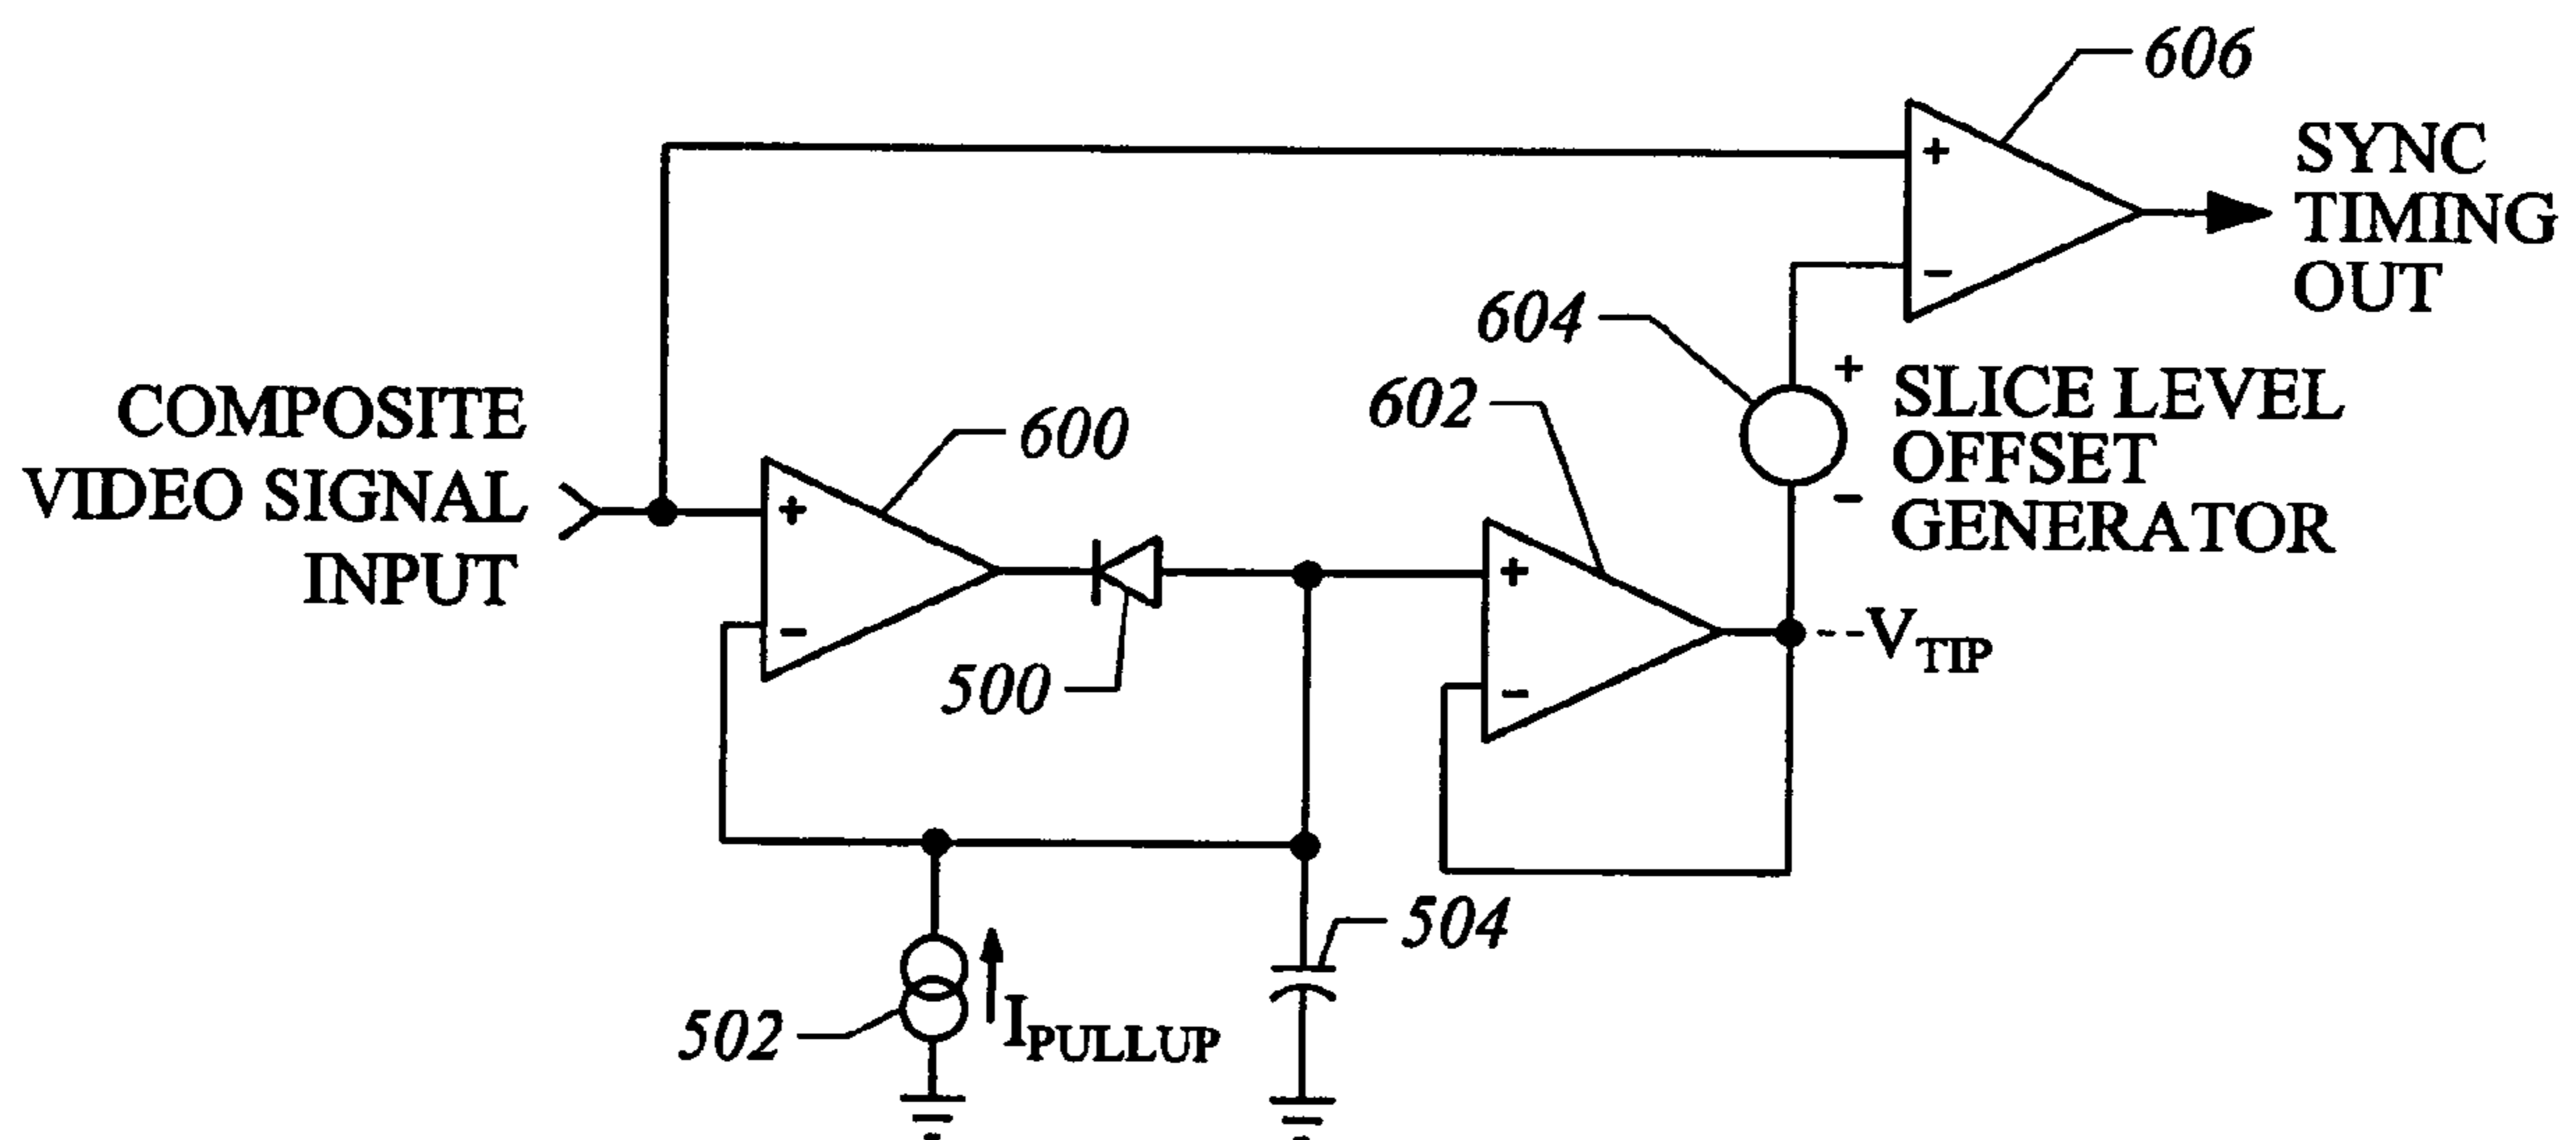 606
SYNC
TIMING
OUT
+
−
604
+
SLICE LEVEL
OFFSET
GENERATOR
−
COMPOSITE
VIDEO SIGNAL
INPUT
600
+
−
500
602
+
−
--V_TIP
502
I_PULLUP
504